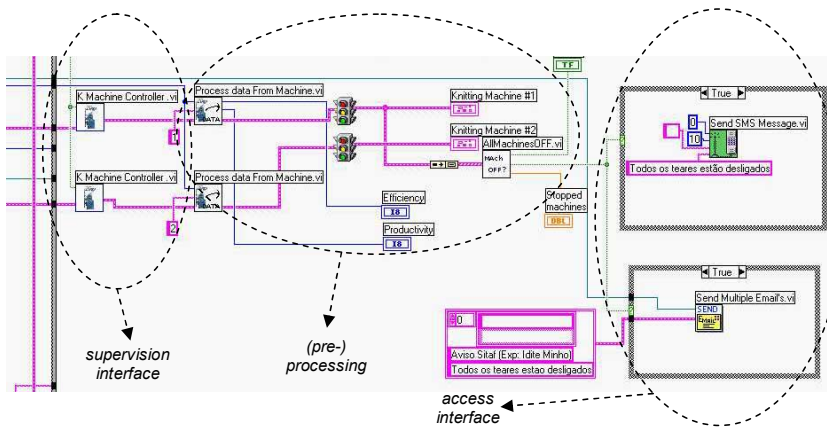 TF
True
K Machine Controller .vi
Process data From Machine.vi
Knitting Machine #1
Send SMS Message.vi
DATA
1
0
10
Knitting Machine #2
AllMachinesOFF.vi
MAch
OFF?
Todos os teares estão desligados
K Machine Controller .vi
Process data From Machine.vi
DATA
2
Efficiency
I8
Stopped
machines
DBL
Productivity
I8
True
Send Multiple Email's.vi
SEND
EMail
0
Aviso Sitaf (Exp: Idite Minho)
Todos os teares estao desligados
supervision
interface
(pre-)
processing
access
interface